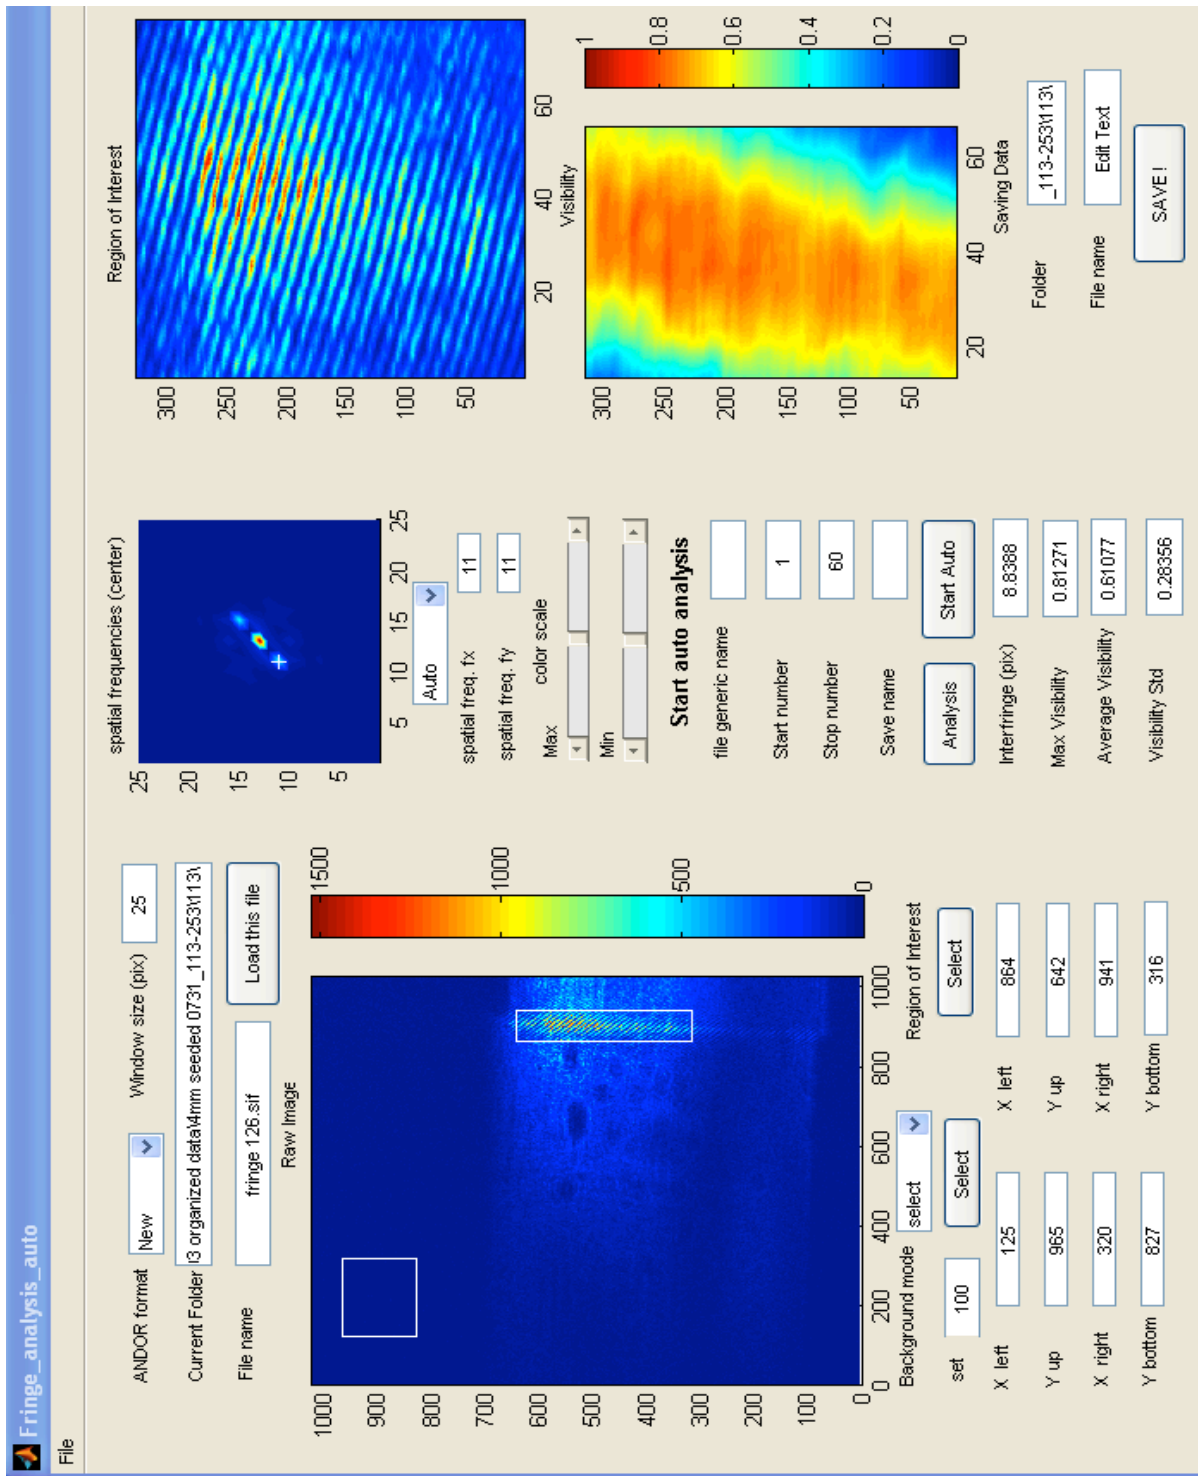 Fringe_analysis_auto
File
ANDOR format New Window size (pix) 25
Current Folder l3 organized data\4mm seeded 0731_113-253\113\
File name fringe 126.sif Load this file
Raw Image
1000
900
800
700
600
500
400
300
200
100
0
0 200 400 600 800 1000
1500
1000
500
0
Background mode select
set 100 Select
X left 125
Y up 965
X right 320
Y bottom 827
Region of Interest
Select
X left 864
Y up 642
X right 941
Y bottom 316
spatial frequencies (center)
25
20
15
10
5
5 10 15 20 25
Auto
spatial freq. fx 11
spatial freq. fy 11
Max color scale
Min
Start auto analysis
file generic name
Start number 1
Stop number 60
Save name
Analysis Start Auto
Interfringe (pix) 8.8388
Max Visibility 0.81271
Average Visibility 0.61077
Visibility Std 0.28356
Region of Interest
300
250
200
150
100
50
20 40 60
Visibility
300
250
200
150
100
50
20 40 60
1
0.8
0.6
0.4
0.2
0
Saving Data
Folder _113-253\113\
File name Edit Text
SAVE !